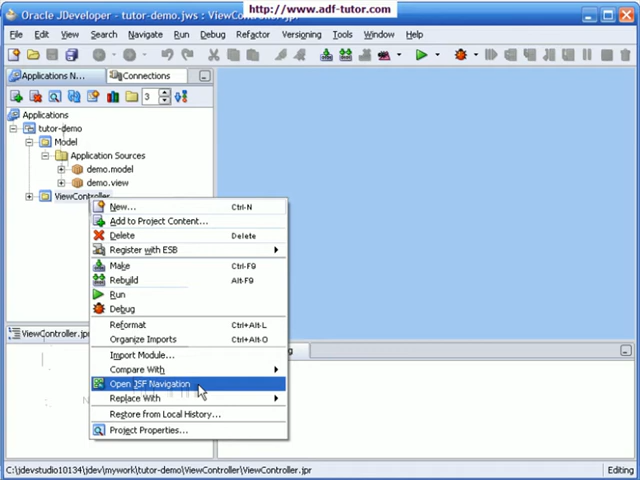 http://www.adf-tutor.com
Oracle JDeveloper - tutor-demo.jws : ViewController.jpr
File Edit View Search Navigate Run Debug Refactor Versioning Tools Window Help
Applications N... Connections
3
Applications
tutor-demo
Model
Application Sources
demo.model
demo.view
ViewController
New... Ctrl-N
Add to Project Content...
Delete Delete
Register with ESB
Make Ctrl-F9
Rebuild Alt-F9
Run
Debug
Reformat Ctrl+Alt-L
Organize Imports Ctrl+Alt-O
Import Module...
Compare With
Open JSF Navigation
Replace With
Restore from Local History...
Project Properties...
ViewController.jpr
C:\jdevstudio10134\jdev\mywork\tutor-demo\ViewController\ViewController.jpr Editing